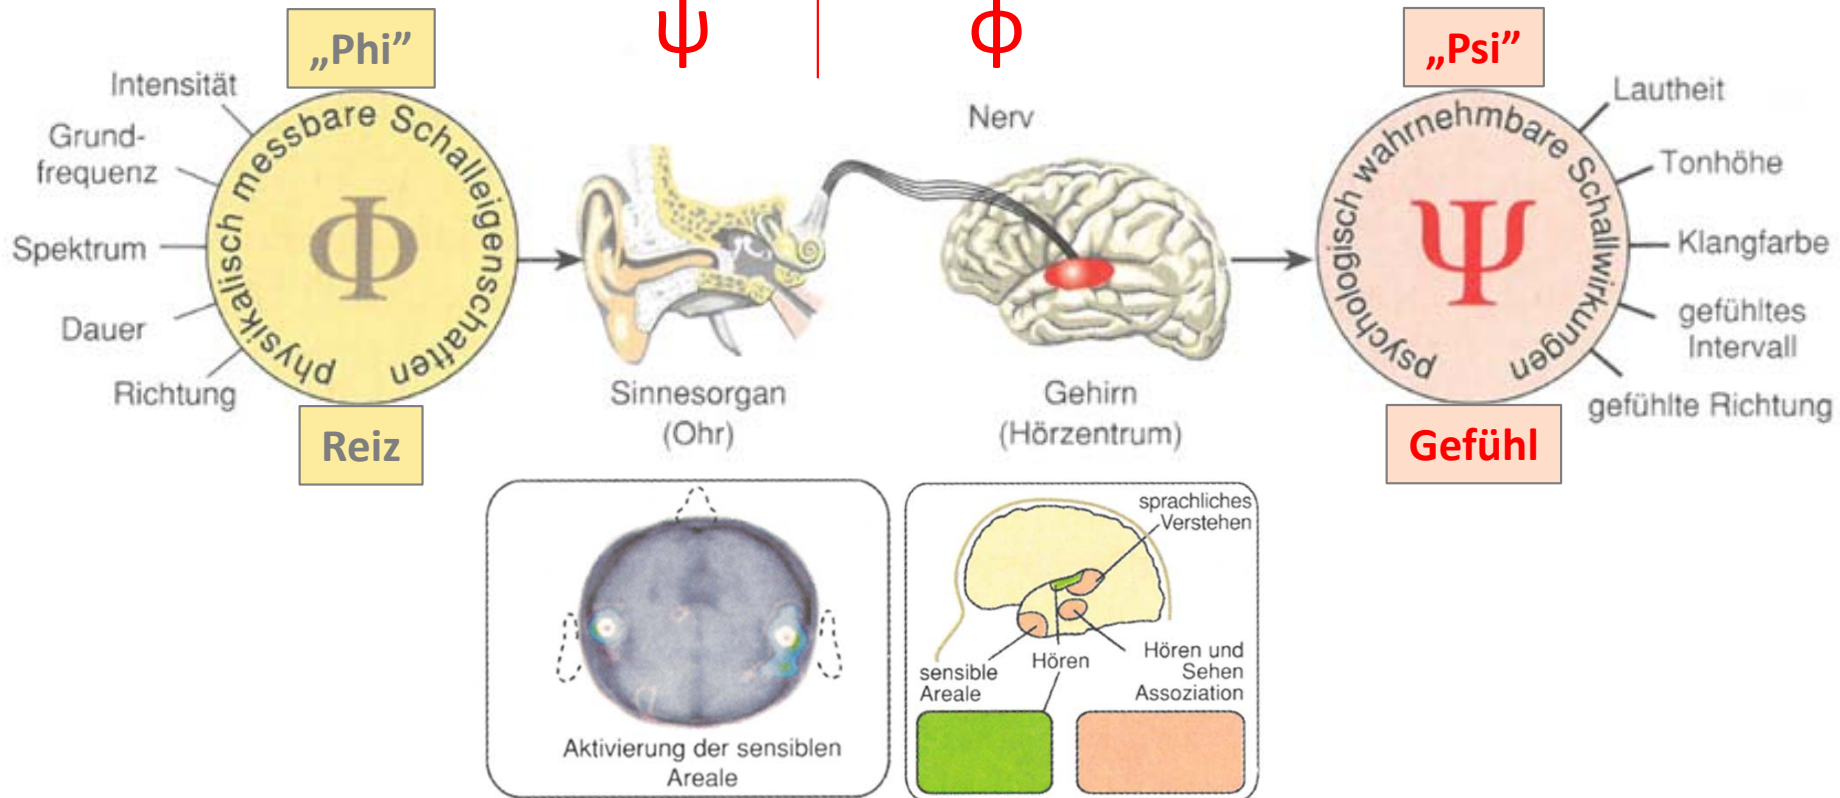 ψ | ϕ
„Phi”
Intensität
Grund-
frequenz
Spektrum
Dauer
Richtung
physikalisch messbare Schalleigenschaften
Φ
Reiz
Sinnesorgan
(Ohr)
Nerv
Gehirn
(Hörzentrum)
„Psi”
psychologisch wahrnehmbare Schallwirkungen
Ψ
Lautheit
Tonhöhe
Klangfarbe
gefühltes
Intervall
gefühlte Richtung
Gefühl
Aktivierung der sensiblen
Areale
sprachliches
Verstehen
sensible
Areale
Hören
Hören und
Sehen
Assoziation